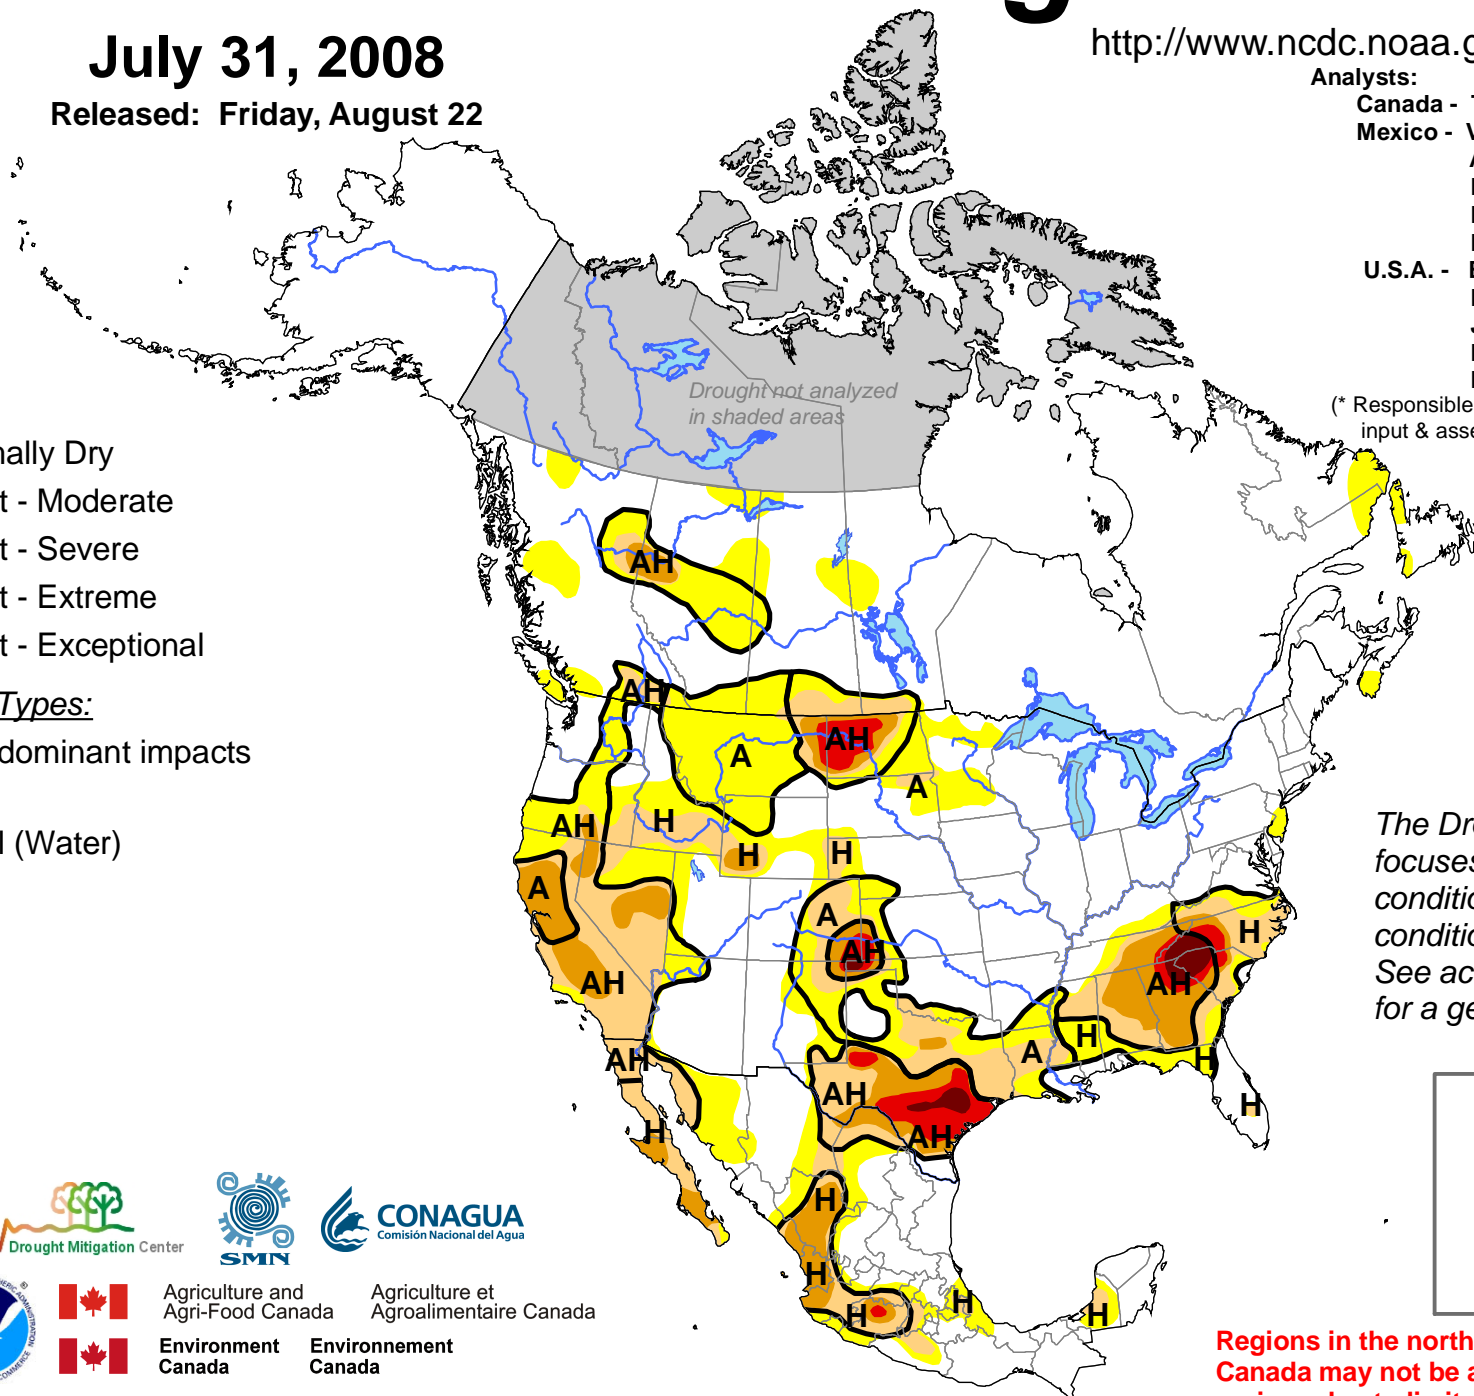 July 31, 2008
Released: Friday, August 22
http://www.ncdc.noaa.g
Analysts:
Canada -
Mexico - V
U.S.A. -
(* Responsible
input & asse
Drought not analyzed
in shaded areas
nally Dry
t - Moderate
t - Severe
t - Extreme
t - Exceptional
Types:
dominant impacts
l (Water)
AH
AH
A
AH
A
H
AH
H
H
A
A
AH
AH
H
AH
H
A
H
AH
AH
H
AH
H
H
H
H
H
H
The Dro
focuses
conditio
conditio
See acc
for a ge
Drought Mitigation Center
SMN
CONAGUA
Comisión Nacional del Agua
Agriculture and
Agri-Food Canada
Agriculture et
Agroalimentaire Canada
Environment
Canada
Environnement
Canada
Regions in the north
Canada may not be a